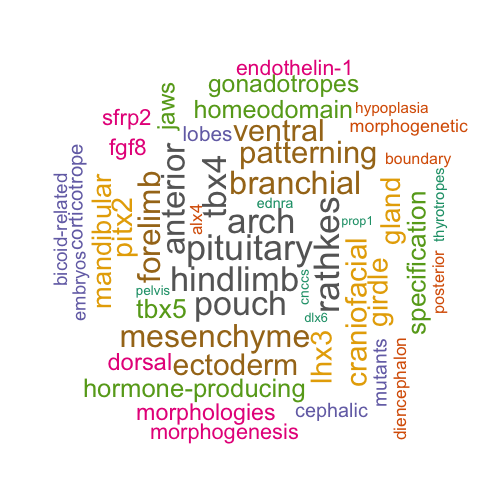 endothelin-1
gonadotropes
jaws
sfrp2
homeodomain
hypoplasia
morphogenetic
lobes
ventral
fgf8
patterning
boundary
anterior
tbx4
branchial
bicoid-related
corticotrope
embryos
mandibular
pitx2
forelimb
alx4
ednra
arch
prop1
rathkes
gland
thyrotropes
specification
posterior
pituitary
craniofacial
girdle
hindlimb
cnccs
pelvis
pouch
tbx5
dlx6
mesenchyme
lhx3
dorsal
ectoderm
mutants
diencephalon
hormone-producing
morphologies
cephalic
morphogenesis